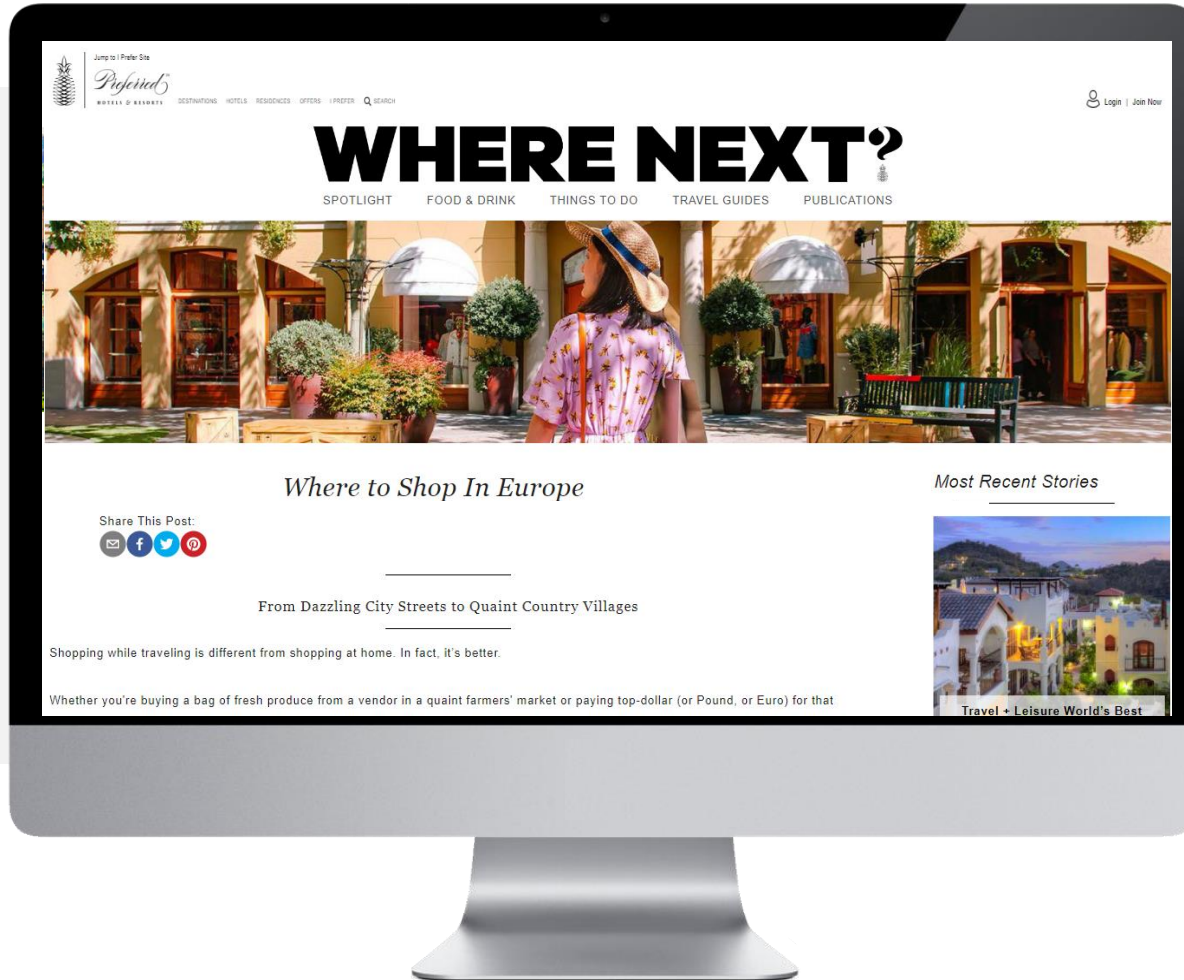 Jump to I Prefer Site
Preferred™
HOTELS & RESORTS
DESTINATIONS HOTELS RESIDENCES OFFERS I PREFER SEARCH
Login | Join Now
WHERE NEXT?
SPOTLIGHT FOOD & DRINK THINGS TO DO TRAVEL GUIDES PUBLICATIONS
Where to Shop In Europe
Share This Post:
From Dazzling City Streets to Quaint Country Villages
Shopping while traveling is different from shopping at home. In fact, it's better.
Whether you're buying a bag of fresh produce from a vendor in a quaint farmers' market or paying top-dollar (or Pound, or Euro) for that
Most Recent Stories
Travel + Leisure World's Best